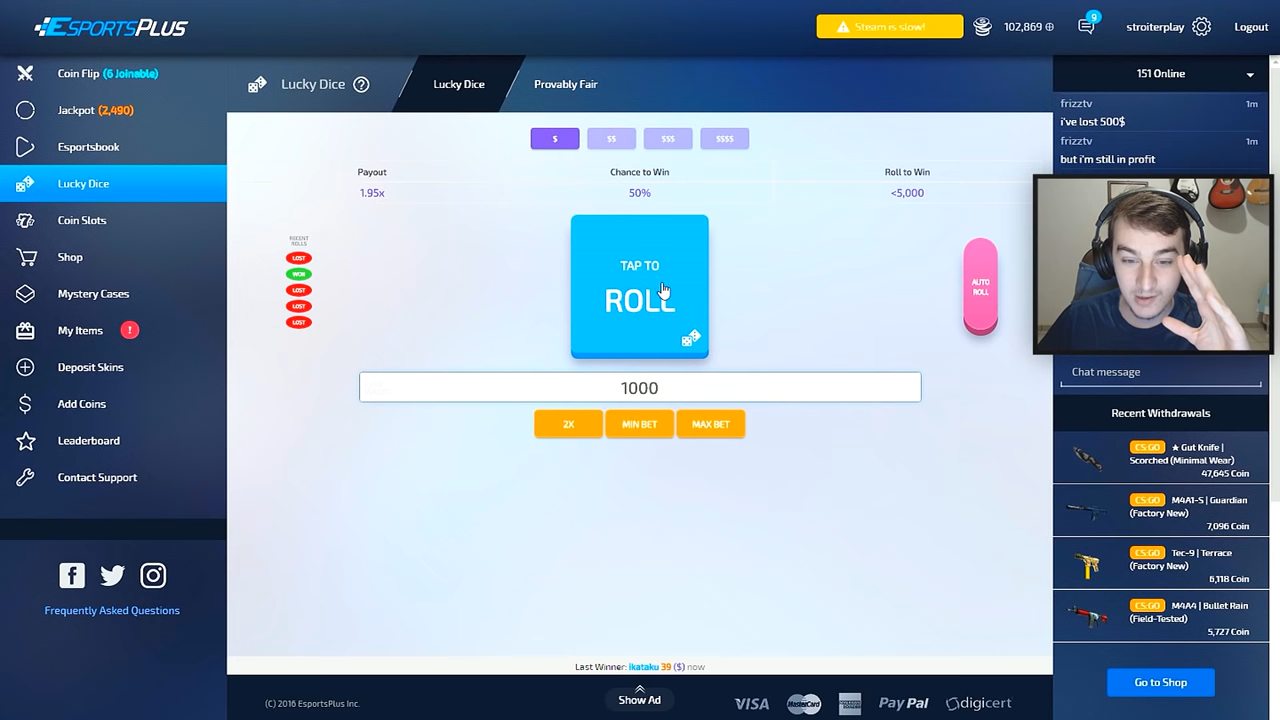 ESPORTSPLUS
Steam is slow!
102,869
9
stroiterplay
Logout
Coin Flip (6 Joinable)
Jackpot (2,490)
Esportsbook
Lucky Dice
Coin Slots
Shop
Mystery Cases
My Items !
Deposit Skins
Add Coins
Leaderboard
Contact Support
Frequently Asked Questions
Lucky Dice ?
Lucky Dice
Provably Fair
$ $$ $$$ $$$$
Payout
1.95x
Chance to Win
50%
Roll to Win
<5,000
RECENT
ROLLS
LOST
WON
LOST
LOST
LOST
TAP TO
ROLL
AUTO
ROLL
1000
2X
MIN BET
MAX BET
Last Winner: ikataku 39 ($) now
(C) 2016 EsportsPlus Inc.
Show Ad
VISA
MasterCard
PayPal
digicert
151 Online
frizztv 1m
i've lost 500$
frizztv 1m
but i'm still in profit
Chat message
Recent Withdrawals
CS:GO ★ Gut Knife |
Scorched (Minimal Wear)
47,645 Coin
CS:GO M4A1-S | Guardian
(Factory New)
7,096 Coin
CS:GO Tec-9 | Terrace
(Factory New)
6,118 Coin
CS:GO M4A4 | Bullet Rain
(Field-Tested)
5,727 Coin
Go to Shop